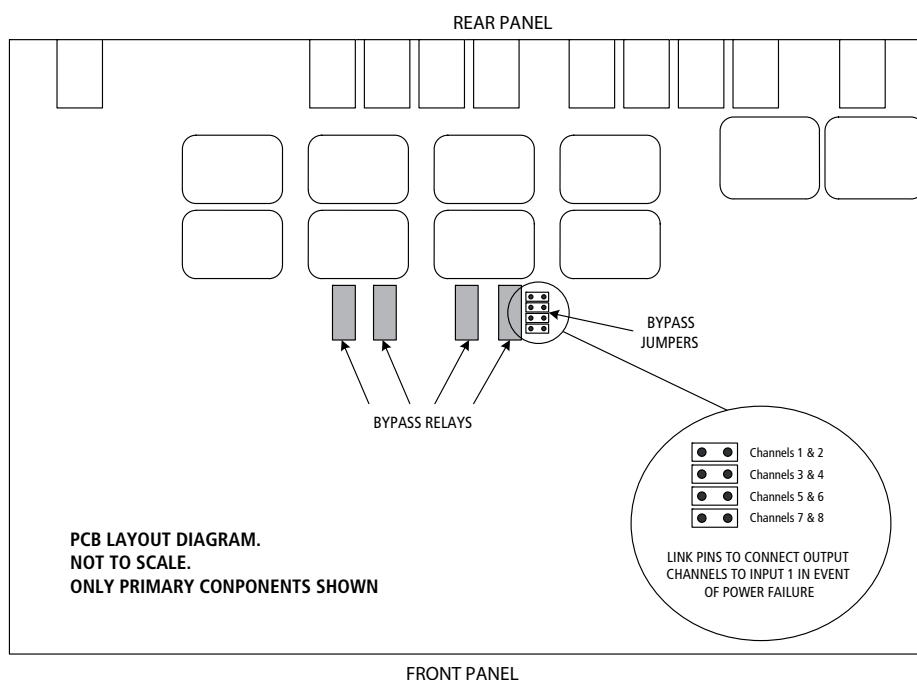 REAR PANEL
BYPASS
JUMPERS
BYPASS RELAYS
Channels 1 & 2
Channels 3 & 4
Channels 5 & 6
Channels 7 & 8
LINK PINS TO CONNECT OUTPUT
CHANNELS TO INPUT 1 IN EVENT
OF POWER FAILURE
PCB LAYOUT DIAGRAM.
NOT TO SCALE.
ONLY PRIMARY CONPONENTS SHOWN
FRONT PANEL